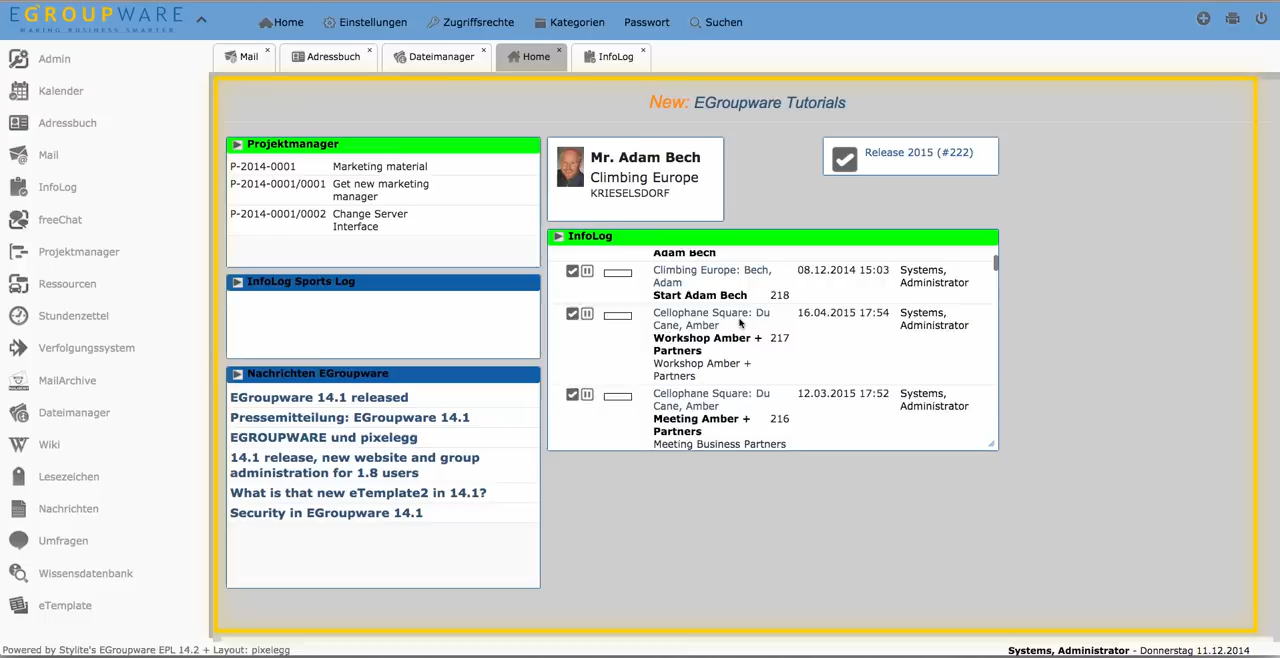 EGROUPWARE
MAKING BUSINESS SMARTER
Home
Einstellungen
Zugriffsrechte
Kategorien
Passwort
Suchen
Mail
Adressbuch
Dateimanager
Home
InfoLog
Admin
Kalender
Adressbuch
Mail
InfoLog
freeChat
Projektmanager
Ressourcen
Stundenzettel
Verfolgungssystem
MailArchive
Dateimanager
Wiki
Lesezeichen
Nachrichten
Umfragen
Wissensdatenbank
eTemplate
New: EGroupware Tutorials
Projektmanager
P-2014-0001 Marketing material
P-2014-0001/0001 Get new marketing
manager
P-2014-0001/0002 Change Server
Interface
InfoLog Sports Log
Nachrichten EGroupware
EGroupware 14.1 released
Pressemitteilung: EGroupware 14.1
EGROUPWARE und pixelegg
14.1 release, new website and group
administration for 1.8 users
What is that new eTemplate2 in 14.1?
Security in EGroupware 14.1
Mr. Adam Bech
Climbing Europe
KRIESELSDORF
Release 2015 (#222)
InfoLog
Adam Bech
Climbing Europe: Bech, 08.12.2014 15:03 Systems,
Adam Administrator
Start Adam Bech 218
Cellophane Square: Du 16.04.2015 17:54 Systems,
Cane, Amber Administrator
Workshop Amber + 217
Partners
Workshop Amber +
Partners
Cellophane Square: Du 12.03.2015 17:52 Systems,
Cane, Amber Administrator
Meeting Amber + 216
Partners
Meeting Business Partners
Powered by Stylite's EGroupware EPL 14.2 + Layout: pixelegg
Systems, Administrator - Donnerstag 11.12.2014